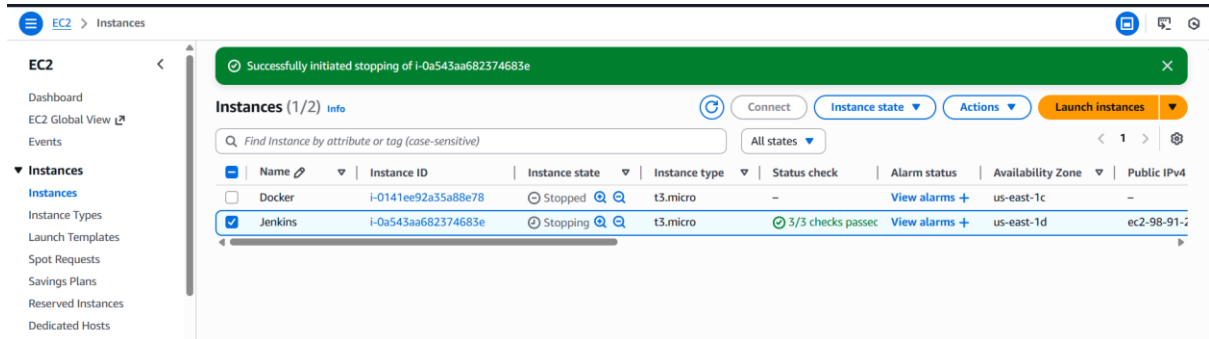 EC2 > Instances
EC2
Dashboard
EC2 Global View
Events
Instances
Instances
Instance Types
Launch Templates
Spot Requests
Savings Plans
Reserved Instances
Dedicated Hosts
Successfully initiated stopping of i-0a543aa682374683e
Instances (1/2) Info
Connect Instance state Actions Launch instances
Find Instance by attribute or tag (case-sensitive) All states 1
Name Instance ID Instance state Instance type Status check Alarm status Availability Zone Public IPv4
Docker i-0141ee92a35a88e78 Stopped t3.micro – View alarms + us-east-1c –
Jenkins i-0a543aa682374683e Stopping t3.micro 3/3 checks passec View alarms + us-east-1d ec2-98-91-2